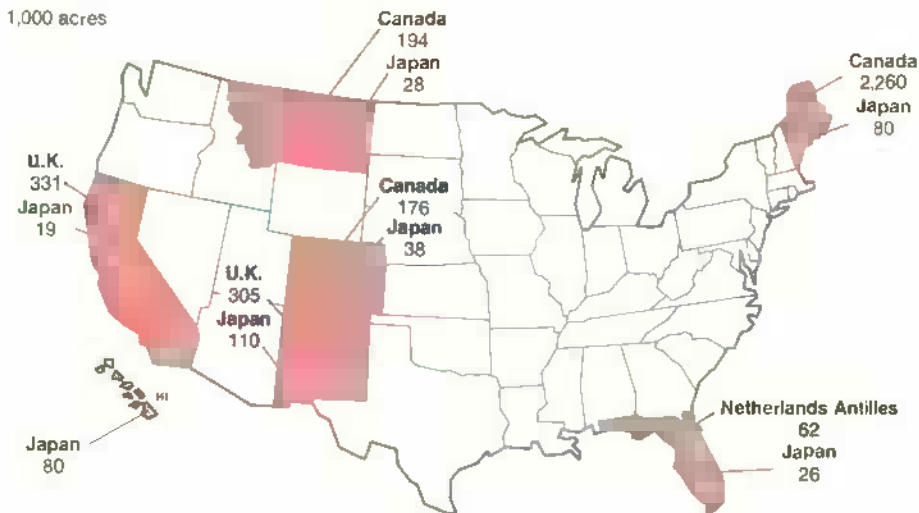 1,000 acres
Canada
194
Japan
28
Canada
2,260
Japan
80
U.K.
331
Japan
19
Canada
176
Japan
38
U.K.
305
Japan
110
HI
Japan
80
Netherlands Antilles
62
Japan
26